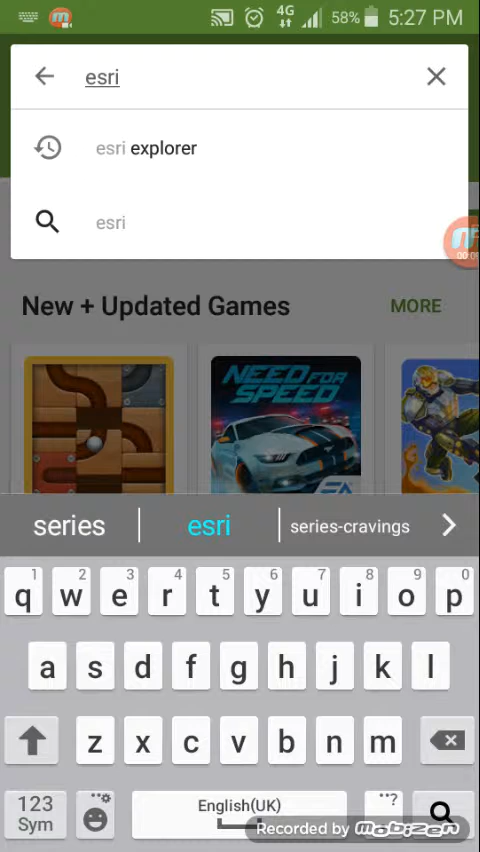 4G 58% 5:27 PM
esri
esri explorer
esri
New + Updated Games MORE
NEED FOR
SPEED
EA
series esri series-cravings
1 2 3 4 5 6 7 8 9 0
q w e r t y u i o p
a s d f g h j k l
z x c v b n m
123
Sym
English(UK)
?
Recorded by Mobizen